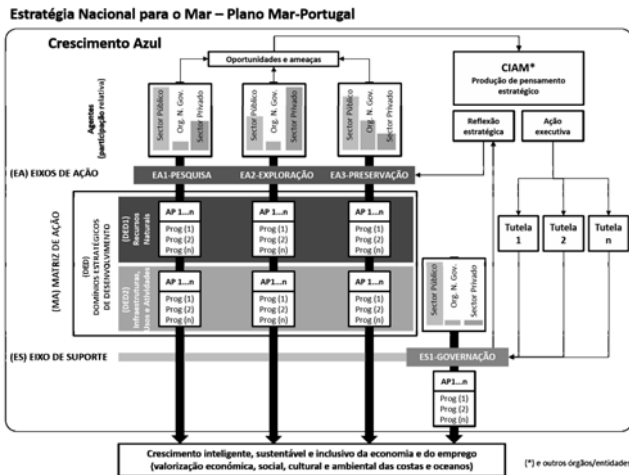 Estratégia Nacional para o Mar – Plano Mar-Portugal
Crescimento Azul
Oportunidades e ameaças
CIAM*
Produção de pensamento
estratégico
Agentes
(participação relativa)
Sector Público
Org. N. Gov.
Sector Privado
Sector Público
Org. N. Gov.
Sector Privado
Sector Público
Org. N. Gov.
Sector Privado
Reflexão
estratégica
Ação
executiva
(EA) EIXOS DE AÇÃO
EA1-PESQUISA
EA2-EXPLORAÇÃO
EA3-PRESERVAÇÃO
(MA) MATRIZ DE AÇÃO
(DED)
DOMÍNIOS ESTRATÉGICOS
DE DESENVOLVIMENTO
(DED1)
Recursos
Naturais
AP 1...n
Prog (1)
Prog (2)
Prog (n)
AP 1...n
Prog (1)
Prog (2)
Prog (n)
AP 1...n
Prog (1)
Prog (2)
Prog (n)
Tutela
1
Tutela
2
Tutela
n
(DED2)
Infraestruturas,
Usos e Atividades
AP 1...n
Prog (1)
Prog (2)
Prog (n)
AP 1...n
Prog (1)
Prog (2)
Prog (n)
AP 1...n
Prog (1)
Prog (2)
Prog (n)
Sector Público
Org. N. Gov.
Sector Privado
(ES) EIXO DE SUPORTE
ES1-GOVERNAÇÃO
AP1...n
Prog (1)
Prog (2)
Prog (n)
Crescimento inteligente, sustentável e inclusivo da economia e do emprego
(valorização económica, social, cultural e ambiental das costas e oceanos)
(*) e outros órgãos/entidades